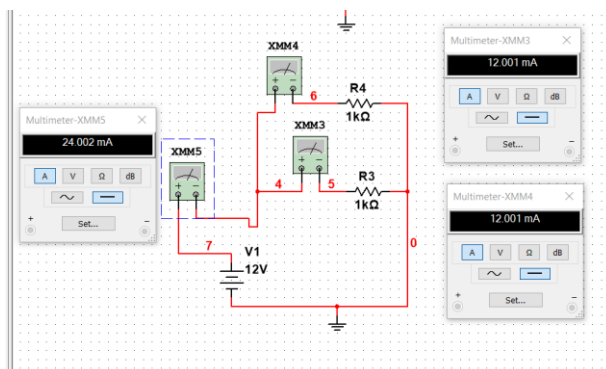 XMM4
6
R4
1kΩ
XMM3
4
5
R3
1kΩ
XMM5
7
V1
12V
0
Multimeter-XMM5
24.002 mA
A V Ω dB
+ Set... -
Multimeter-XMM3
12.001 mA
A V Ω dB
+ Set... -
Multimeter-XMM4
12.001 mA
A V Ω dB
+ Set... -